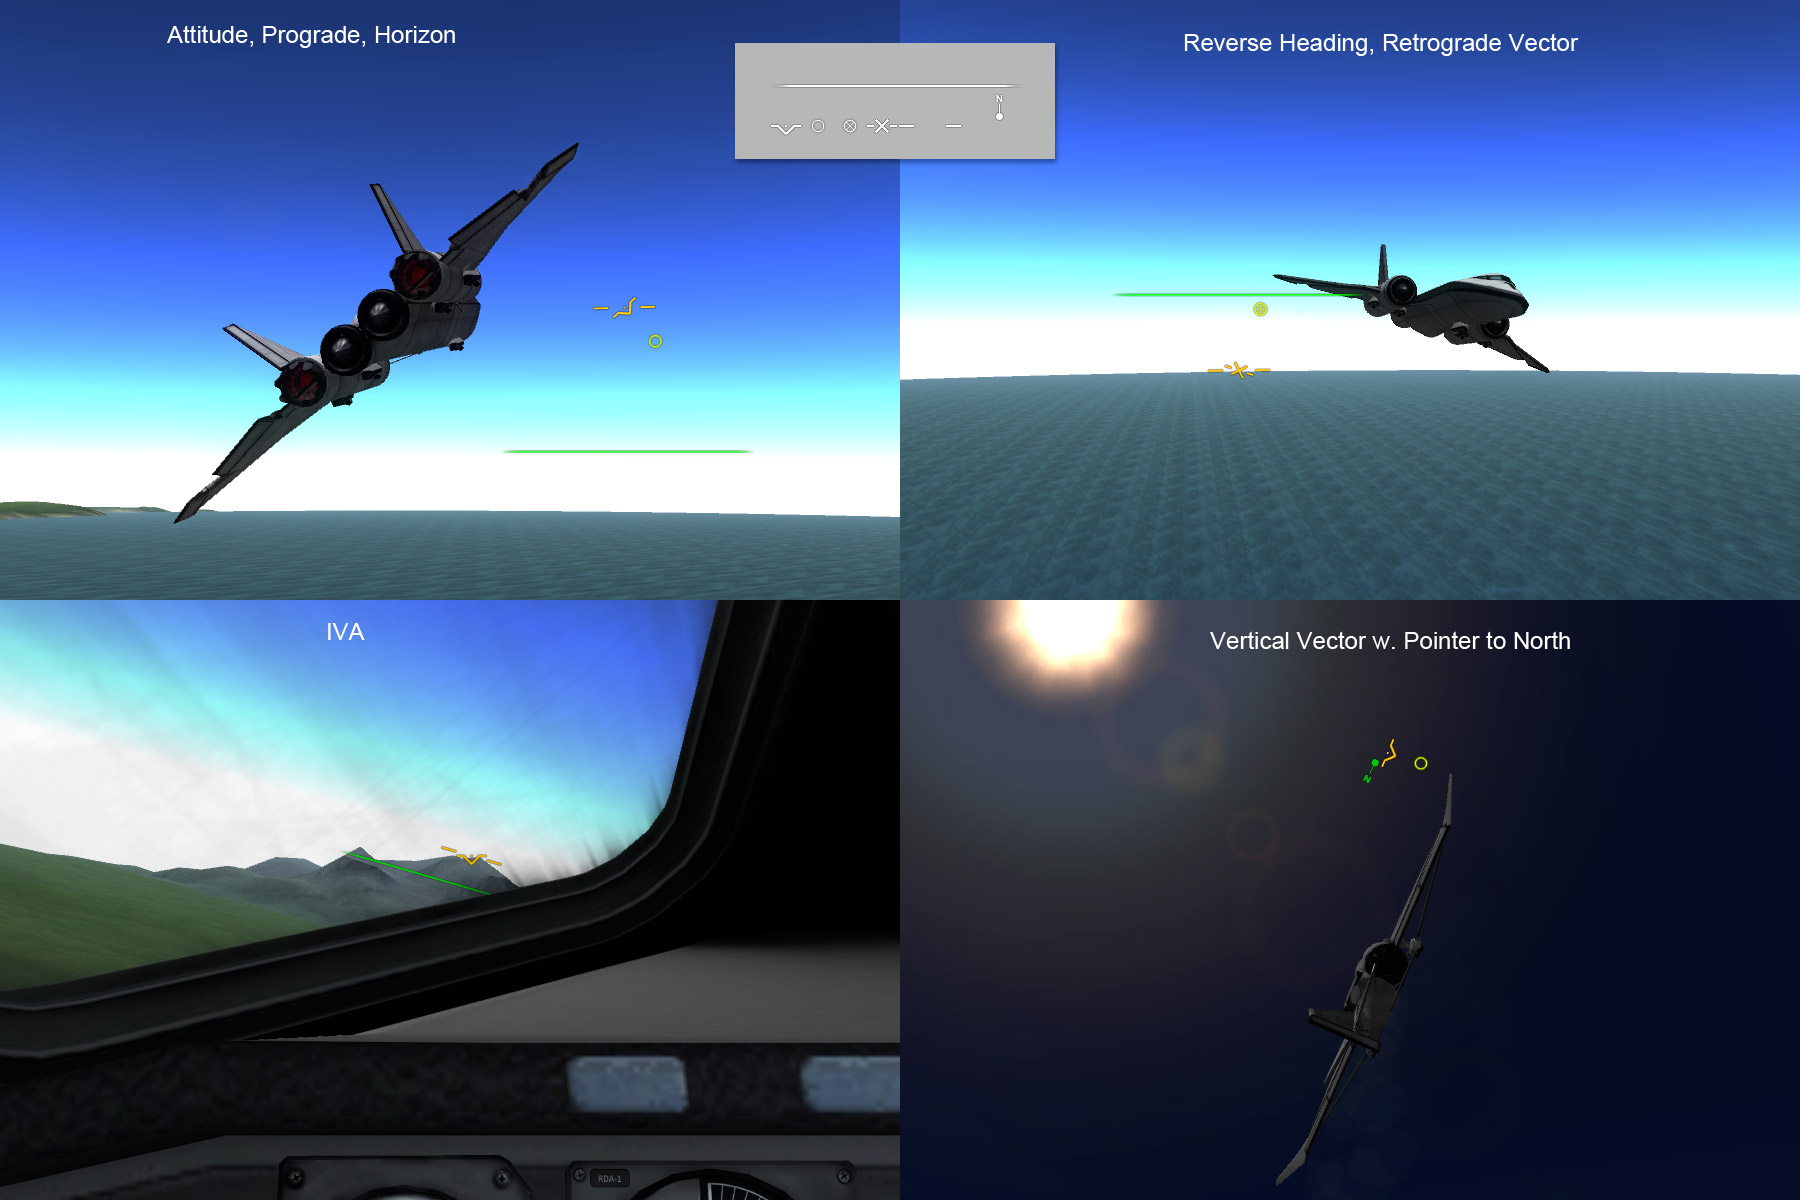 Attitude, Prograde, Horizon
Reverse Heading, Retrograde Vector
N
IVA
Vertical Vector w. Pointer to North
N
RDA-1